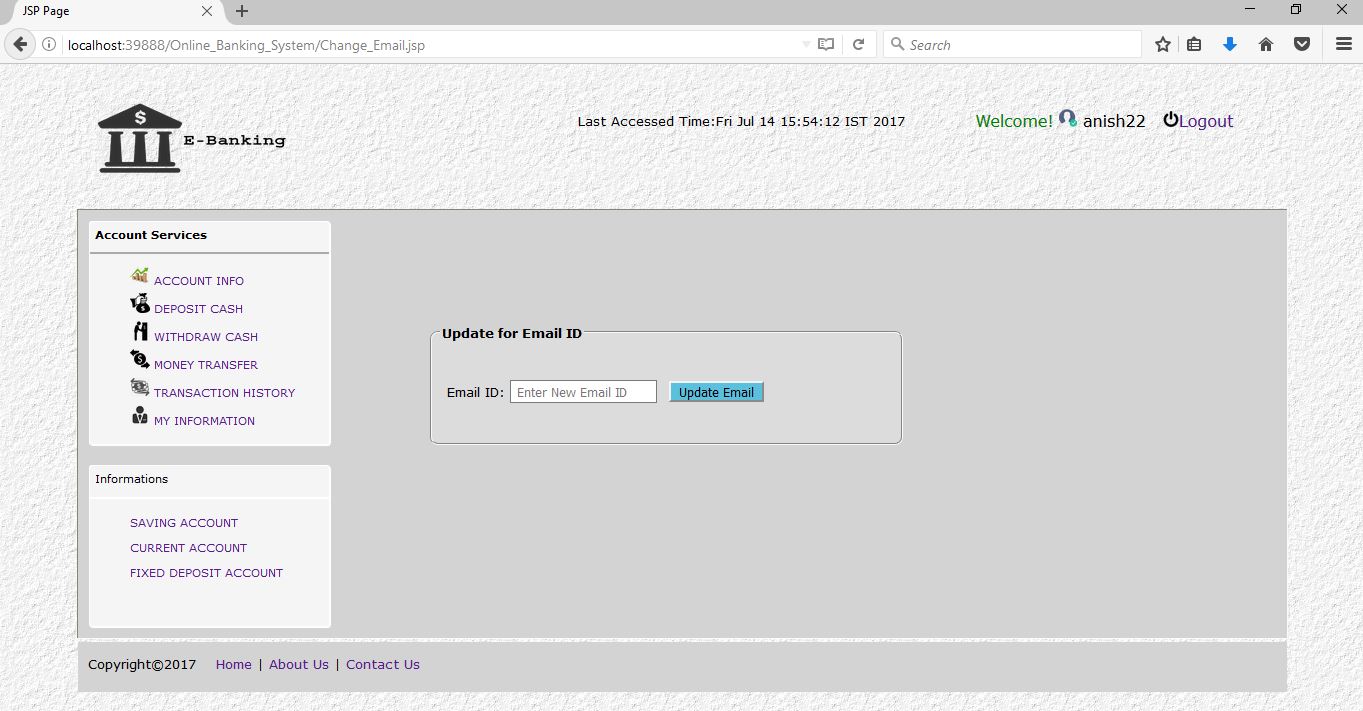 JSP Page
localhost:39888/Online_Banking_System/Change_Email.jsp
Search
$
E-Banking
Last Accessed Time:Fri Jul 14 15:54:12 IST 2017
Welcome! anish22 Logout
Account Services
ACCOUNT INFO
DEPOSIT CASH
WITHDRAW CASH
MONEY TRANSFER
TRANSACTION HISTORY
MY INFORMATION
Update for Email ID
Email ID: Enter New Email ID Update Email
Informations
SAVING ACCOUNT
CURRENT ACCOUNT
FIXED DEPOSIT ACCOUNT
Copyright©2017 Home | About Us | Contact Us